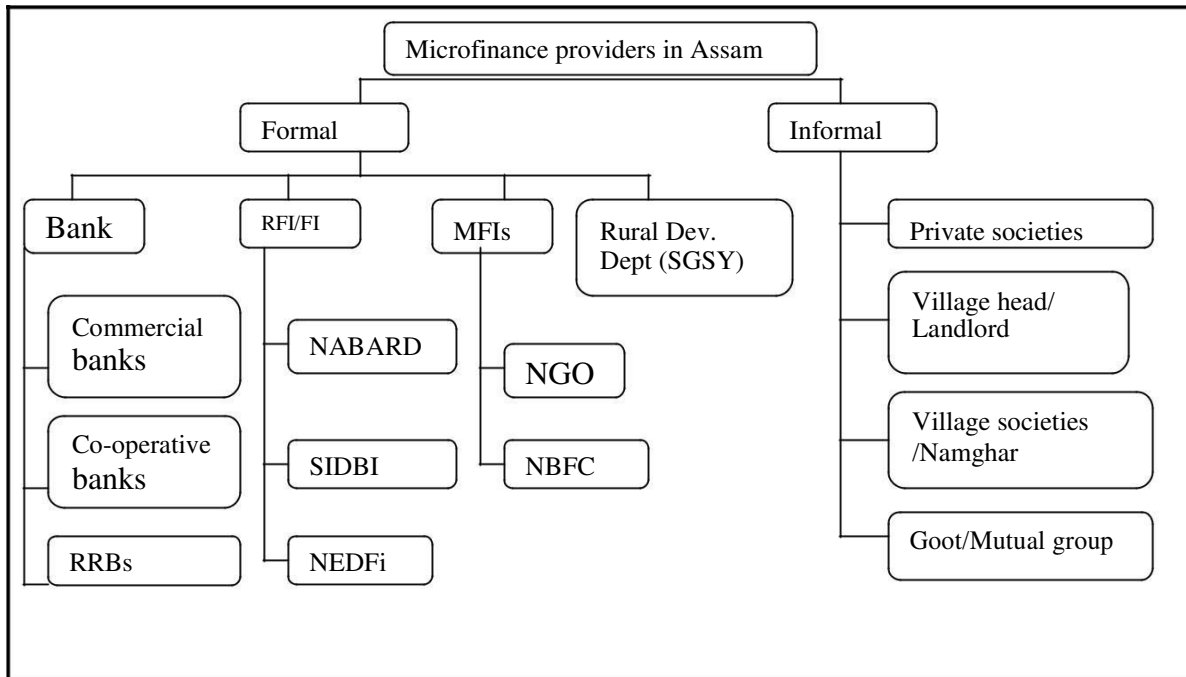 Microfinance providers in Assam
Formal
Informal
Bank
RFI/FI
MFIs
Rural Dev.
Dept (SGSY)
Private societies
Commercial
banks
NABARD
NGO
Village head/
Landlord
Co-operative
banks
SIDBI
NBFC
Village societies
/Namghar
RRBs
NEDFi
Goot/Mutual group